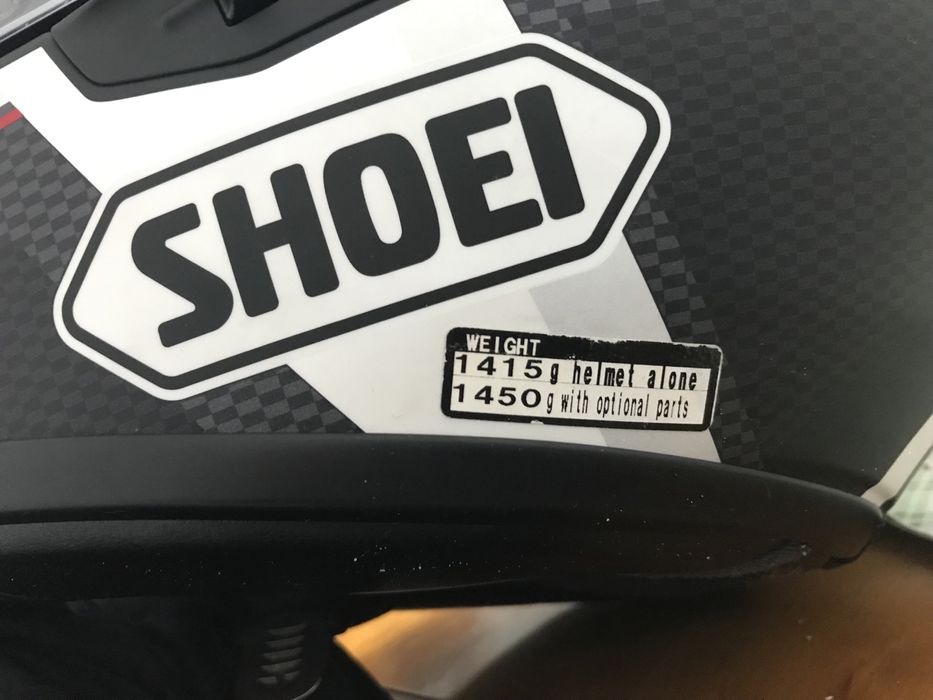 SHOEI
WEIGHT
1415g helmet alone
1450g with optional parts